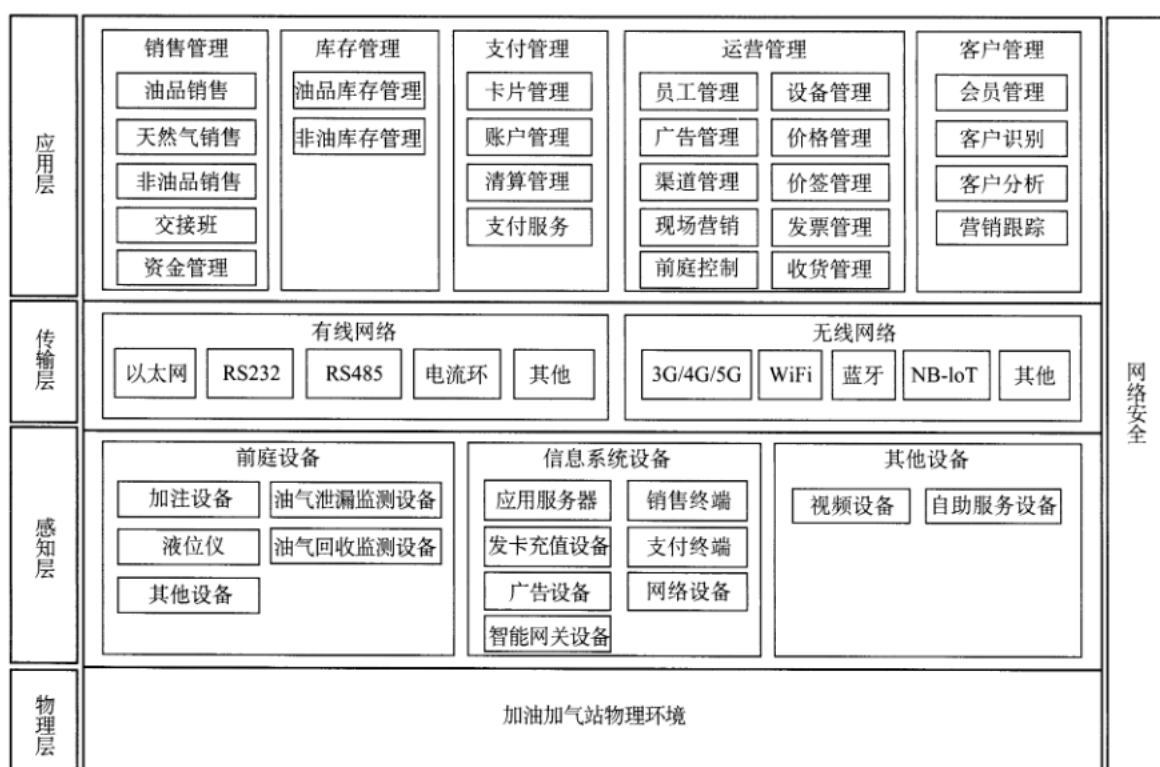 应用层
销售管理
油品销售
天然气销售
非油品销售
交接班
资金管理
库存管理
油品库存管理
非油库存管理
支付管理
卡片管理
账户管理
清算管理
支付服务
运营管理
员工管理 设备管理
广告管理 价格管理
渠道管理 价签管理
现场营销 发票管理
前庭控制 收货管理
客户管理
会员管理
客户识别
客户分析
营销跟踪
传输层
有线网络
以太网 RS232 RS485 电流环 其他
无线网络
3G/4G/5G WiFi 蓝牙 NB-loT 其他
感知层
前庭设备
加注设备 油气泄漏监测设备
液位仪 油气回收监测设备
其他设备
信息系统设备
应用服务器 销售终端
发卡充值设备 支付终端
广告设备 网络设备
智能网关设备
其他设备
视频设备 自助服务设备
物理层
加油加气站物理环境
网络安全